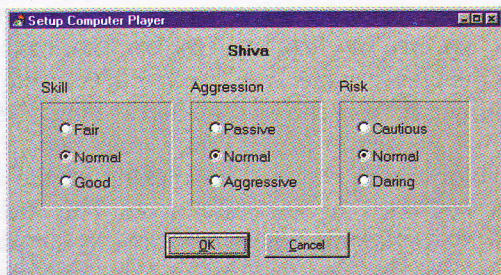 Setup Computer Player
Shiva
Skill
Fair
Normal
Good
Aggression
Passive
Normal
Aggressive
Risk
Cautious
Normal
Daring
OK
Cancel